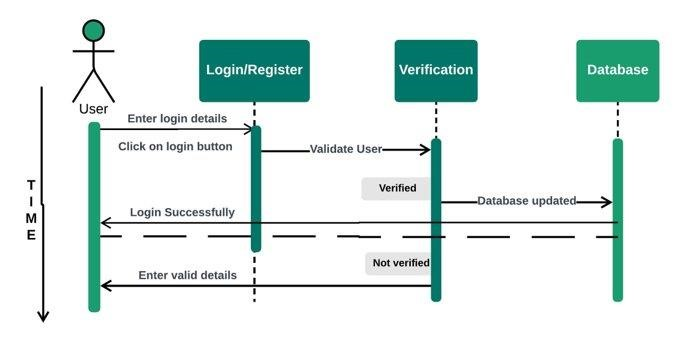 Login/Register
Verification
Database
User
Enter login details
Click on login button
Validate User
Verified
Database updated
Login Successfully
Not verified
Enter valid details
T
I
M
E